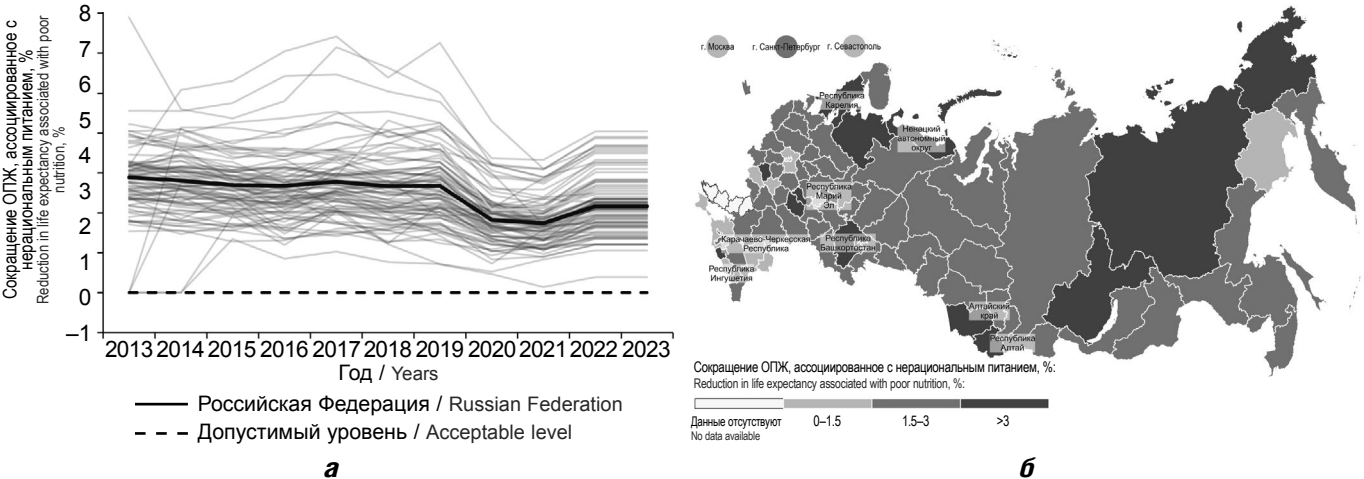 Сокращение ОПЖ, ассоциированное с
нерациональным питанием, %
Reduction in life expectancy associated with poor
nutrition, %
8
7
6
5
4
3
2
1
0
–1
2013 2014 2015 2016 2017 2018 2019 2020 2021 2022 2023
Год / Years
Российская Федерация / Russian Federation
Допустимый уровень / Acceptable level
а
г. Москва
г. Санкт-Петербург
г. Севастополь
Республика
Карелия
Ненацкий
автономный
округ
Республика
Марий
Эл
Карачаево-Черкесская
Республика
Республика
Башкортостан
Республика
Ингушетия
Алтайский
край
Республика
Алтай
Сокращение ОПЖ, ассоциированное с нерациональным питанием, %:
Reduction in life expectancy associated with poor nutrition, %:
Данные отсутствуют
No data available
0–1.5
1.5–3
>3
б